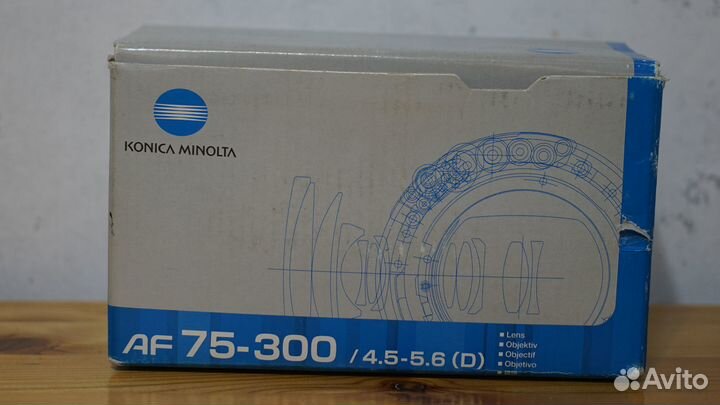 KONICA MINOLTA
AF 75-300 / 4.5-5.6 (D)
Lens
Objektiv
Objectif
Objetivo
Avito